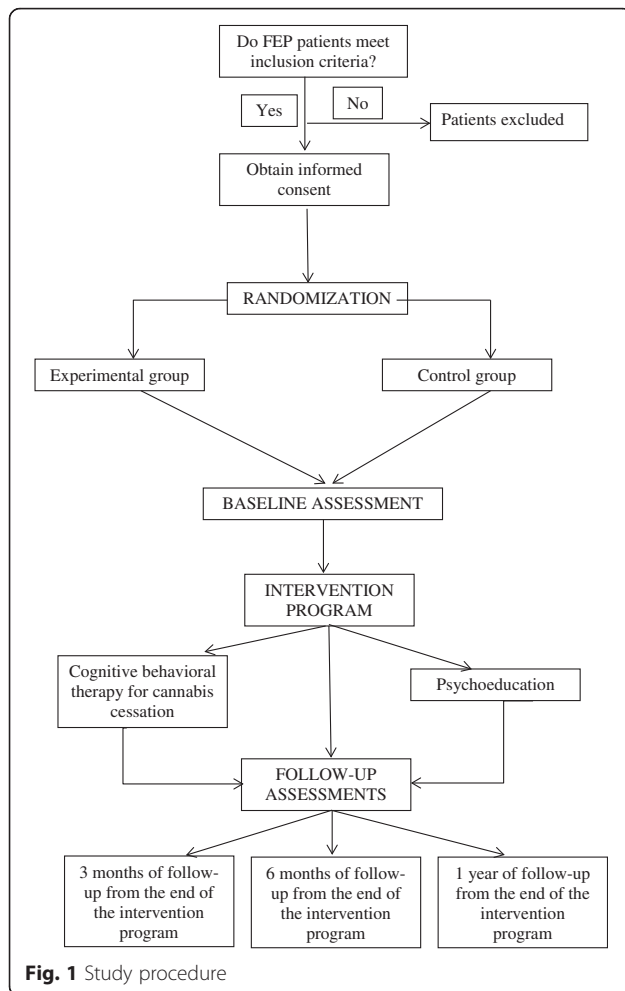 Do FEP patients meet
inclusion criteria?
Yes
No
Patients excluded
Obtain informed
consent
RANDOMIZATION
Experimental group
Control group
BASELINE ASSESSMENT
INTERVENTION
PROGRAM
Cognitive behavioral
therapy for cannabis
cessation
Psychoeducation
FOLLOW-UP
ASSESSMENTS
3 months of follow-
up from the end of
the intervention
program
6 months of follow-
up from the end of
the intervention
program
1 year of follow-up
from the end of the
intervention
program
Fig. 1 Study procedure